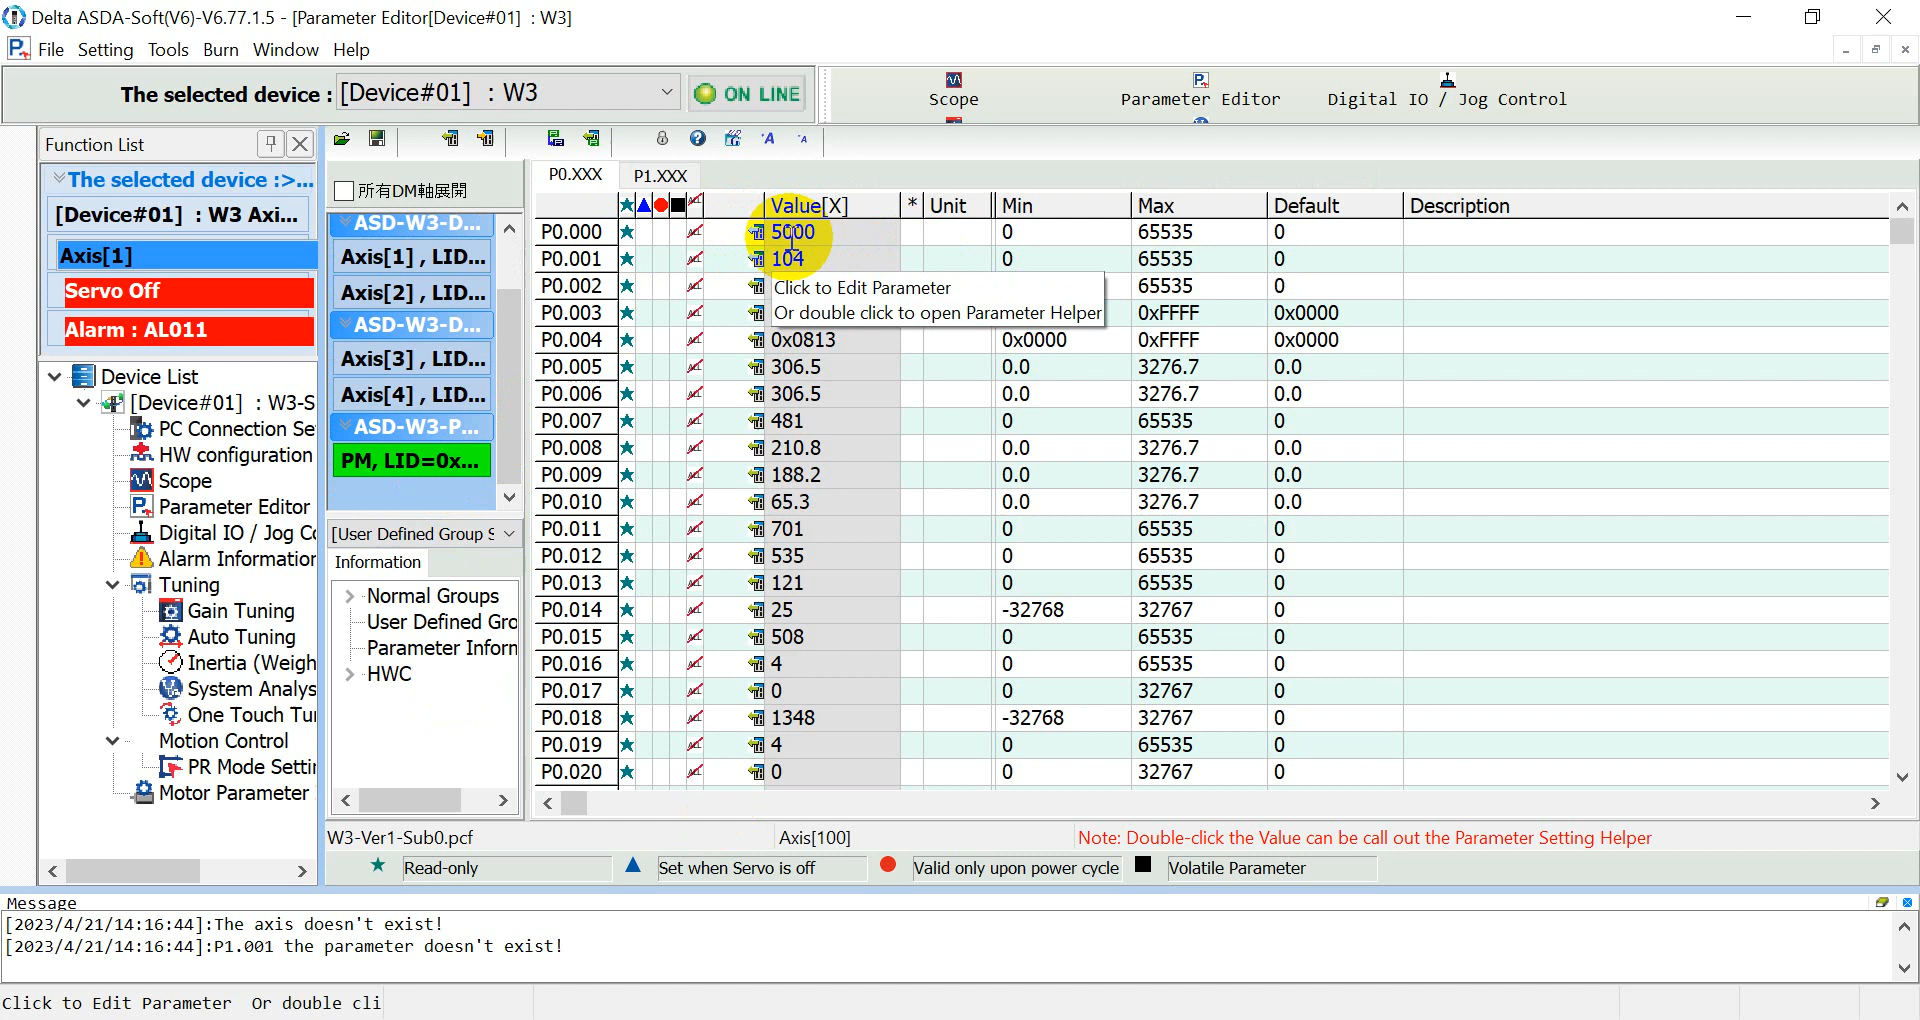 Delta ASDA-Soft(V6)-V6.77.1.5 - [Parameter Editor[Device#01]  : W3]
File Setting Tools Burn Window Help
The selected device : [Device#01]  : W3 ON LINE
Scope
Parameter Editor
Digital IO / Jog Control
Function List
The selected device :>...
[Device#01]  : W3 Axi...
Axis[1]
Servo Off
Alarm : AL011
Device List
[Device#01]  : W3-S
PC Connection Se
HW configuration
Scope
Parameter Editor
Digital IO / Jog Co
Alarm Information
Tuning
Gain Tuning
Auto Tuning
Inertia (Weigh
System Analys
One Touch Tu
Motion Control
PR Mode Settin
Motor Parameter
所有DM軸展開
ASD-W3-D...
Axis[1] , LID...
Axis[2] , LID...
ASD-W3-D...
Axis[3] , LID...
Axis[4] , LID...
ASD-W3-P...
PM, LID=0x...
[User Defined Group S
Information
Normal Groups
User Defined Gro
Parameter Inforn
HWC
P0.XXX P1.XXX
Value[X] * Unit Min Max Default Description
P0.000 5000 0 65535 0
P0.001 104 0 65535 0
P0.002 65535 0
P0.003 0xFFFF 0x0000
P0.004 0x0813 0x0000 0xFFFF 0x0000
P0.005 306.5 0.0 3276.7 0.0
P0.006 306.5 0.0 3276.7 0.0
P0.007 481 0 65535 0
P0.008 210.8 0.0 3276.7 0.0
P0.009 188.2 0.0 3276.7 0.0
P0.010 65.3 0.0 3276.7 0.0
P0.011 701 0 65535 0
P0.012 535 0 65535 0
P0.013 121 0 65535 0
P0.014 25 -32768 32767 0
P0.015 508 0 65535 0
P0.016 4 0 65535 0
P0.017 0 0 32767 0
P0.018 1348 -32768 32767 0
P0.019 4 0 65535 0
P0.020 0 0 32767 0
Click to Edit Parameter
Or double click to open Parameter Helper
W3-Ver1-Sub0.pcf Axis[100] Note: Double-click the Value can be call out the Parameter Setting Helper
Read-only Set when Servo is off Valid only upon power cycle Volatile Parameter
Message
[2023/4/21/14:16:44]:The axis doesn't exist!
[2023/4/21/14:16:44]:P1.001 the parameter doesn't exist!
Click to Edit Parameter  Or double cli